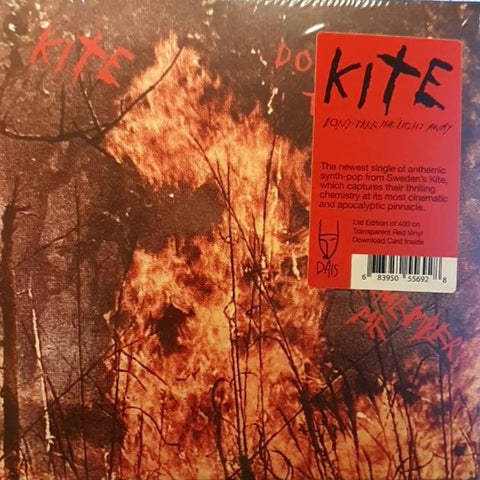 KITE
DO
KITE
DON'T TAKE THE LIGHT AWAY
The newest single of anthemic
synth-pop from Sweden's Kite,
which captures their thrilling
chemistry at its most cinematic
and apocalyptic pinnacle.
Ltd Edition of 400 on
Transparent Red Vinyl
Download Card Inside
DAIS
6 83950 55692 8